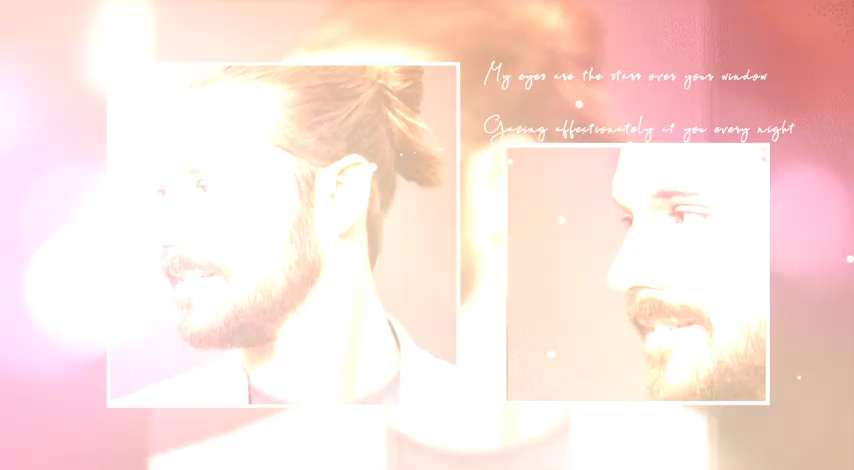 My eyes are the stars over your window
Gazing affectionately at you every night